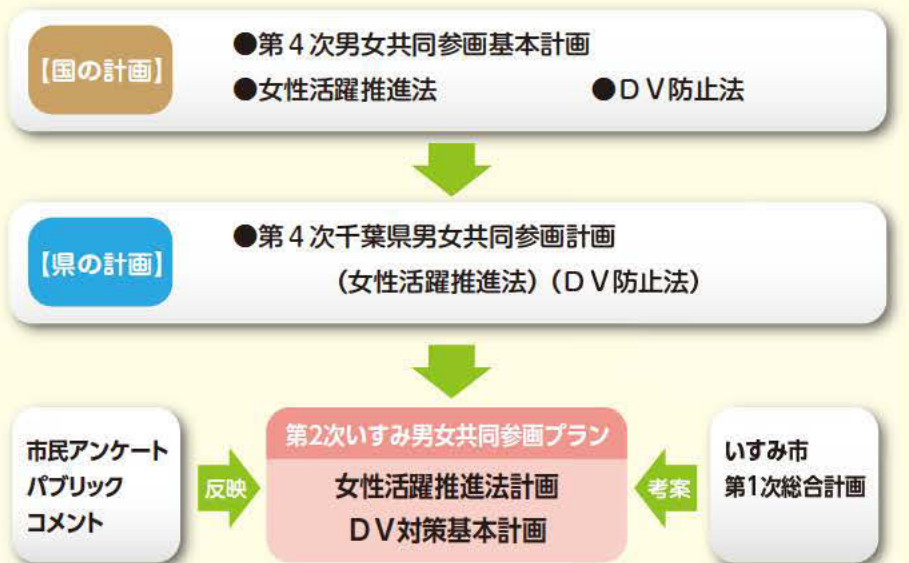 【国の計画】
●第4次男女共同参画基本計画
●女性活躍推進法 ●DV防止法
【県の計画】
●第4次千葉県男女共同参画計画
(女性活躍推進法)(DV防止法)
市民アンケート
パブリック
コメント
反映
第2次いすみ男女共同参画プラン
女性活躍推進法計画
DV対策基本計画
考案
いすみ市
第1次総合計画